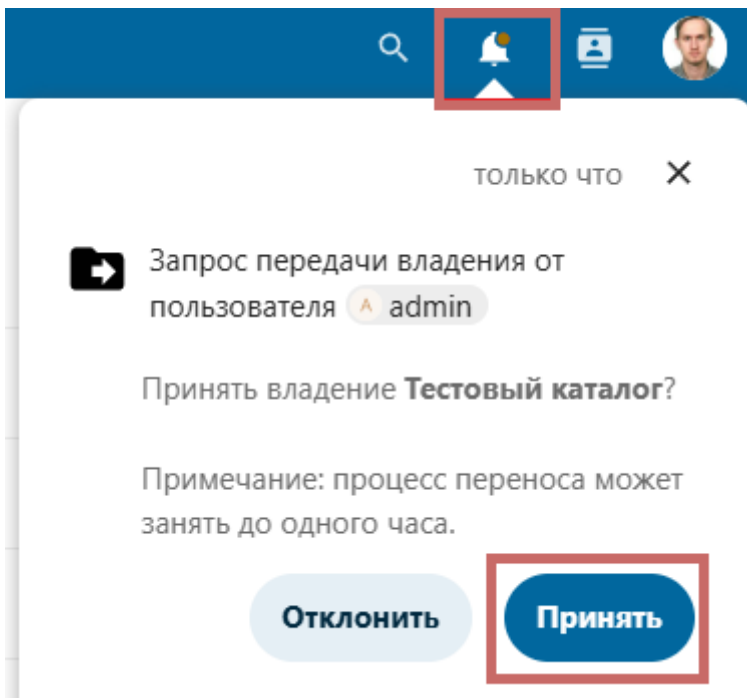 только что
Запрос передачи владения от
пользователя A admin
Принять владение Тестовый каталог?
Примечание: процесс переноса может
занять до одного часа.
Отклонить Принять